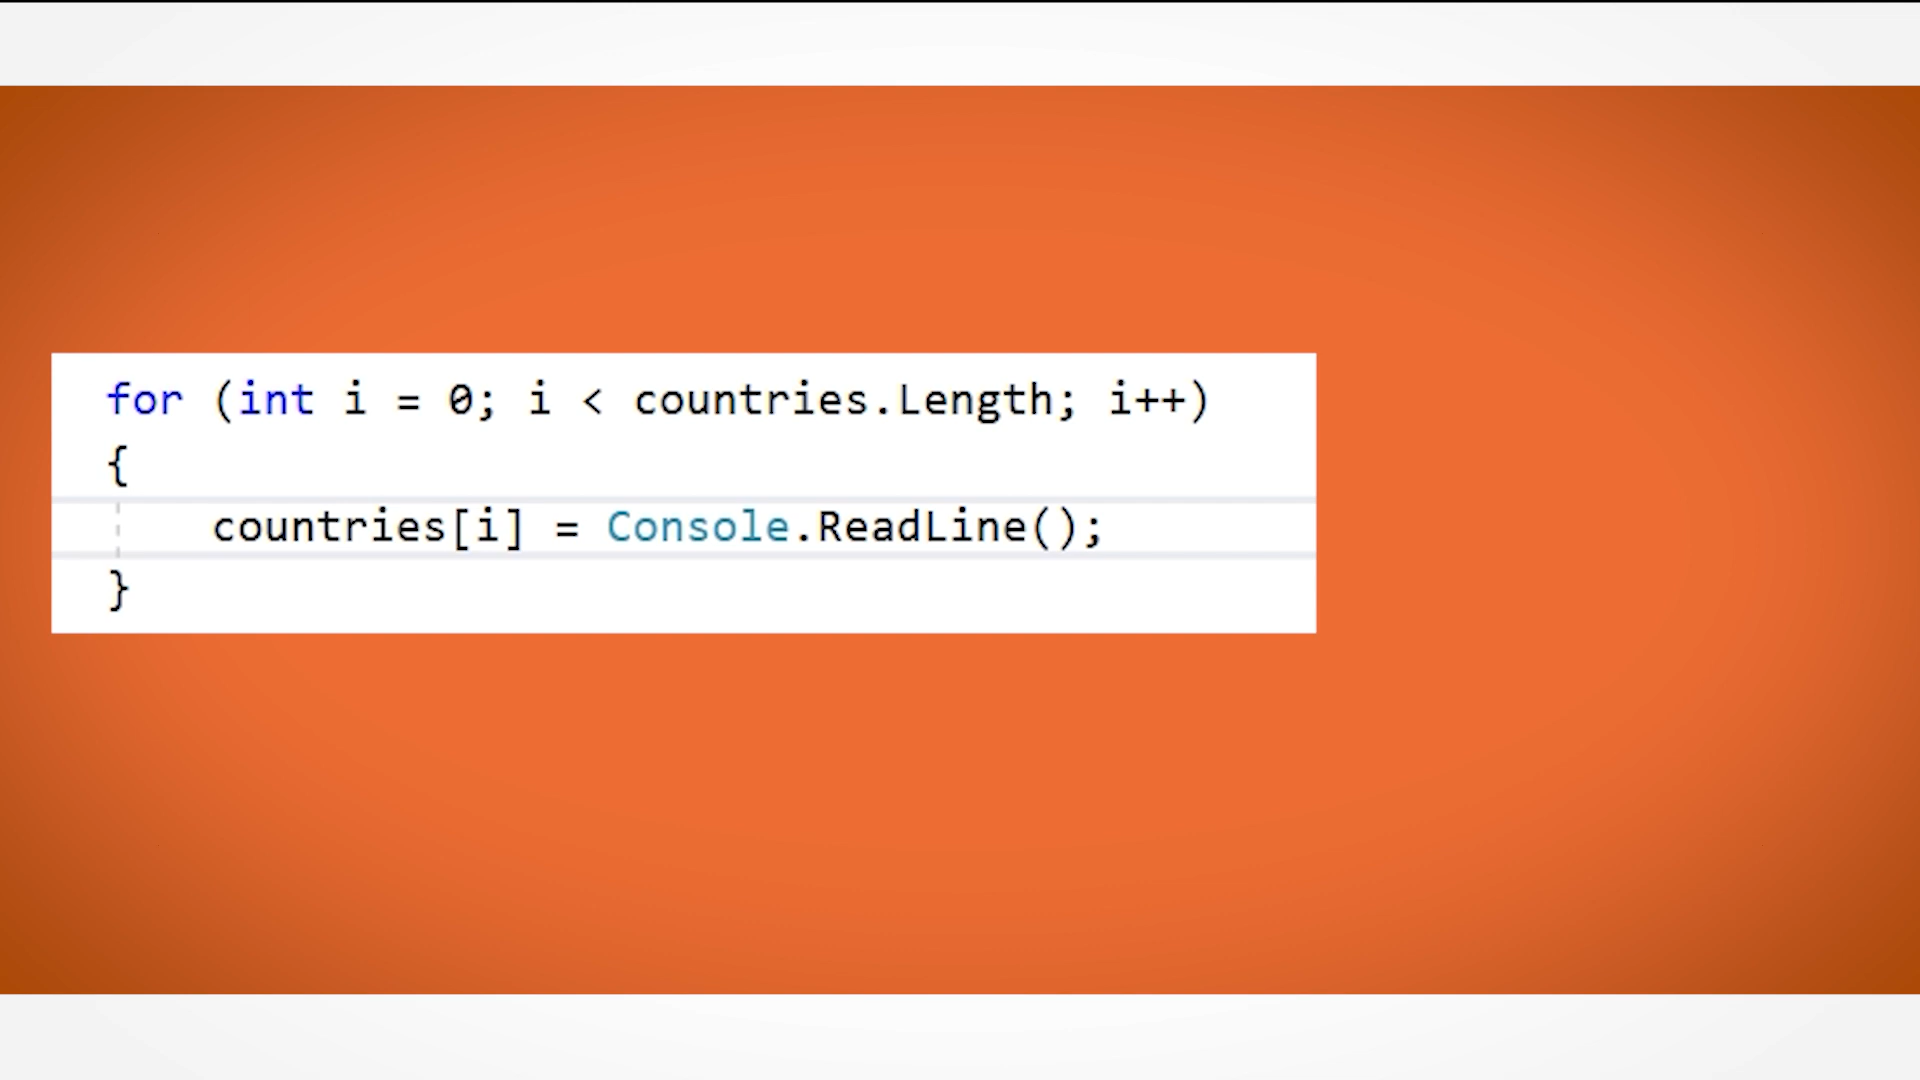 for (int i = 0; i < countries.Length; i++)
{
countries[i] = Console.ReadLine();
}